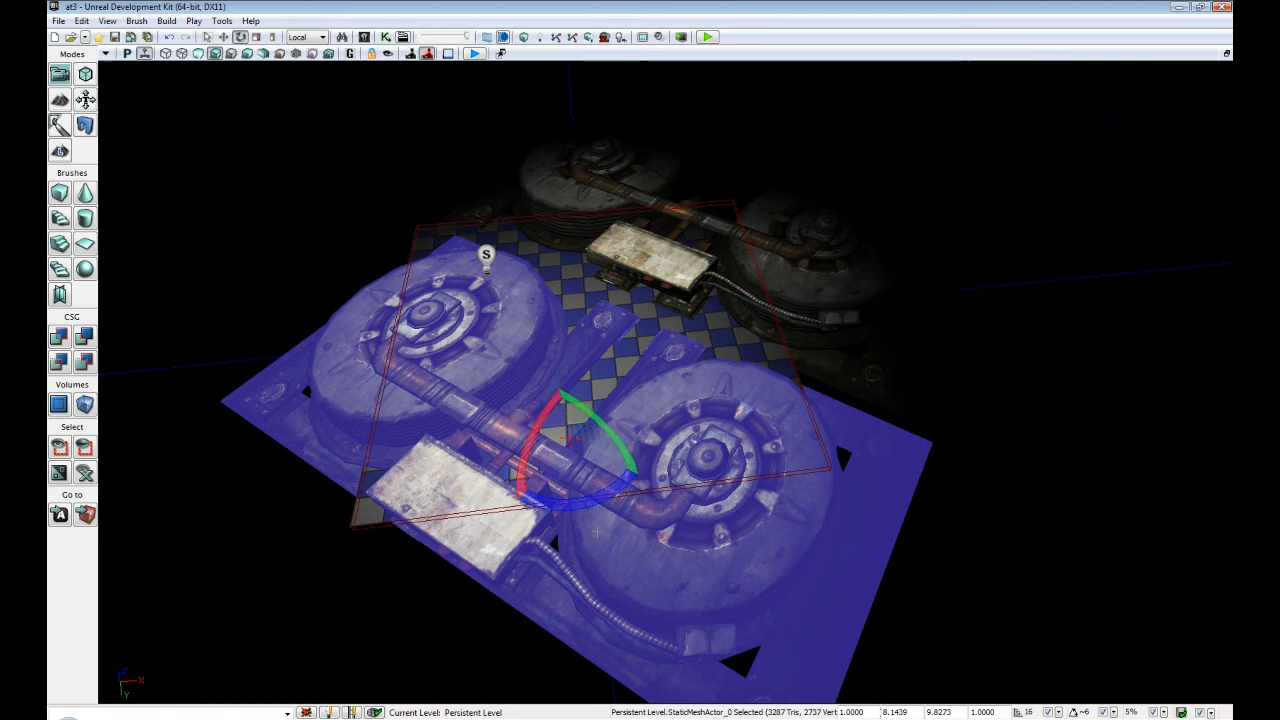 at3 - Unreal Development Kit (64-bit, DX11)
File Edit View Brush Build Play Tools Help
Local
P G
Modes
Brushes
CSG
Volumes
Select
Go to
S
Z X
Y
Current Level: Persistent Level Persistent Level.StaticMeshActor_0 Selected (3287 Tris, 2737 Vert 1.0000 8.1439 9.8273 1.0000 16 ~6 5%